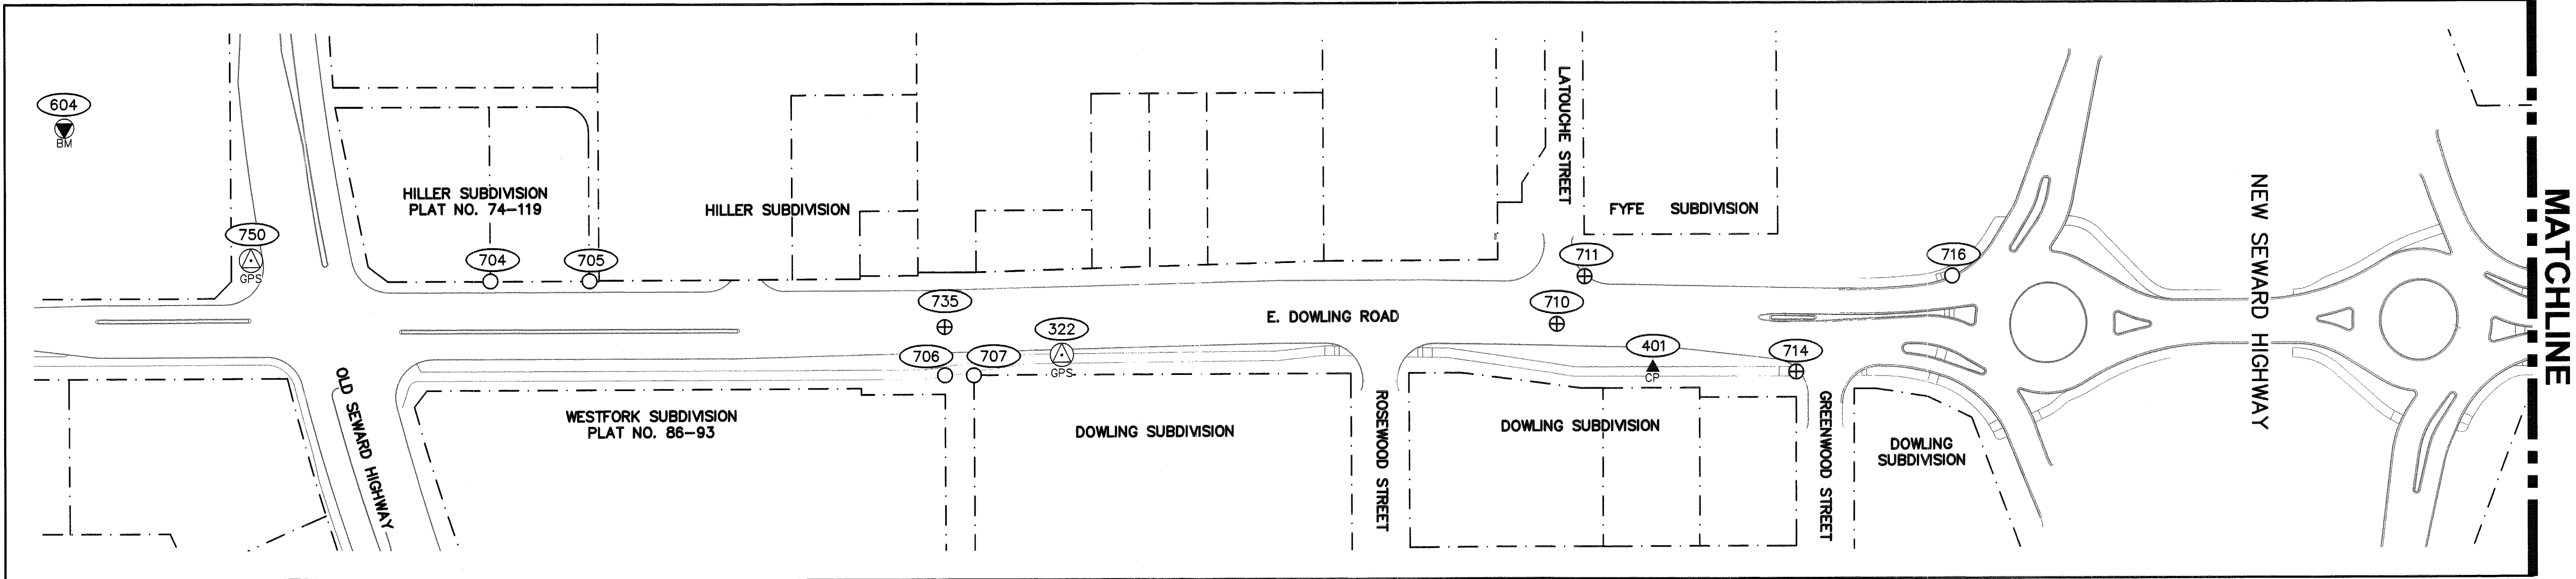 604
BM
750
GPS
HILLER SUBDIVISION
PLAT NO. 74-119
704
705
HILLER SUBDIVISION
735
706
707
322
GPS
E. DOWLING ROAD
LATOUCHE STREET
FYFE SUBDIVISION
711
710
401
CP
714
716
NEW SEWARD HIGHWAY
MATCHLINE
OLD SEWARD HIGHWAY
WESTFORK SUBDIVISION
PLAT NO. 86-93
DOWLING SUBDIVISION
ROSEWOOD STREET
DOWLING SUBDIVISION
GREENWOOD STREET
DOWLING
SUBDIVISION